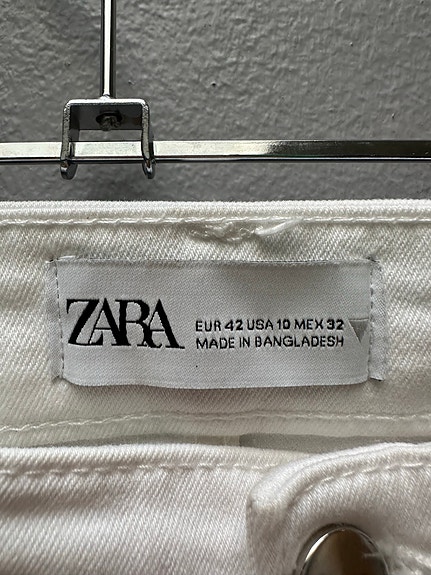 ZARA
EUR 42 USA 10 MEX 32
MADE IN BANGLADESH